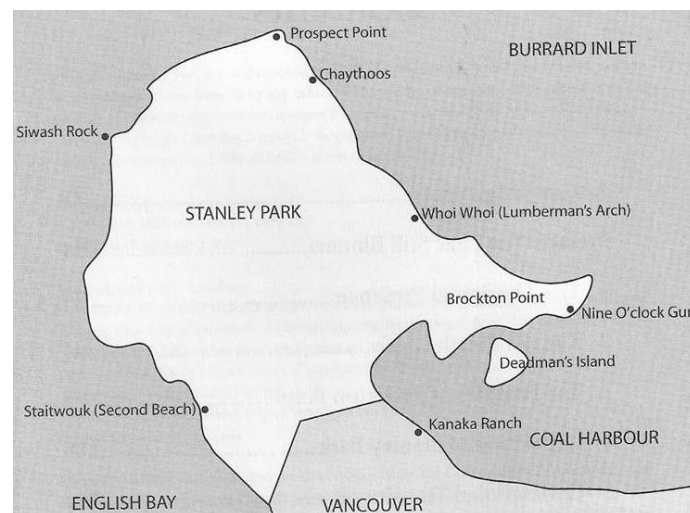 Prospect Point
BURRARD INLET
Chaythoos
Siwash Rock
STANLEY PARK
Whoi Whoi (Lumberman's Arch)
Brockton Point
Nine O'clock Gun
Deadman's Island
Staitwouk (Second Beach)
Kanaka Ranch
COAL HARBOUR
ENGLISH BAY
VANCOUVER